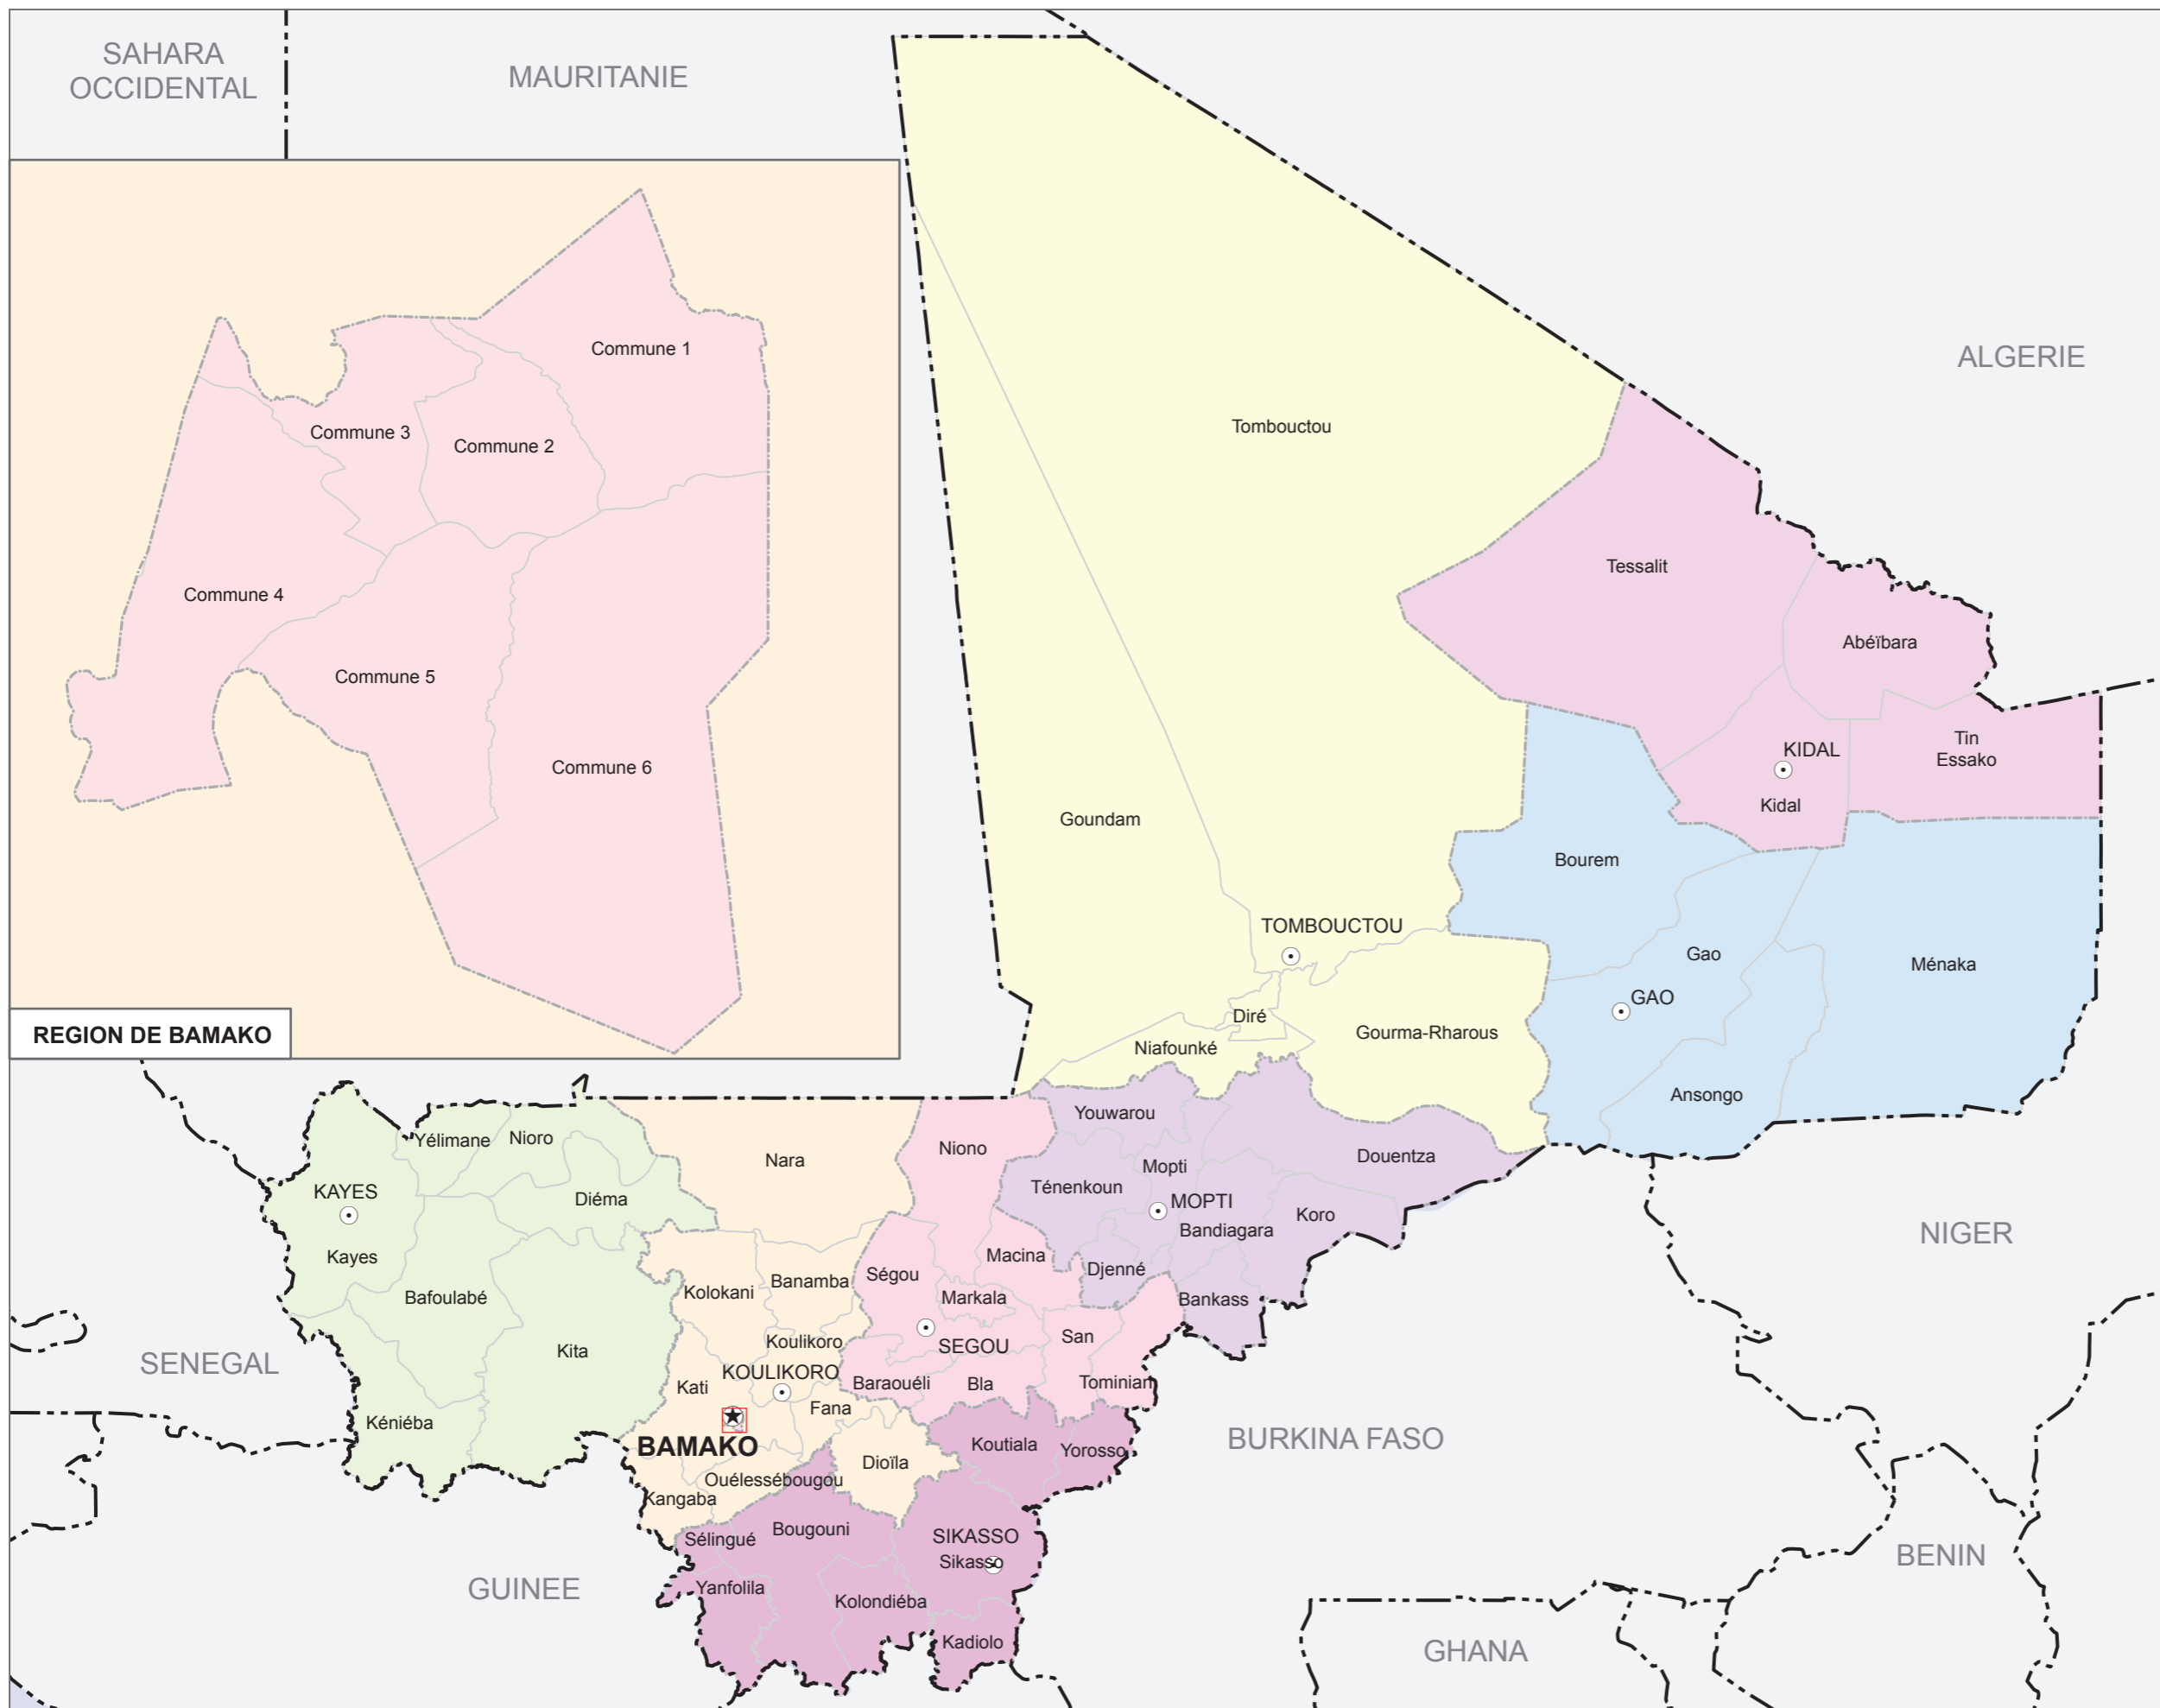 SAHARA
OCCIDENTAL
MAURITANIE
ALGERIE
Commune 1
Commune 3
Commune 2
Commune 4
Commune 5
Commune 6
REGION DE BAMAKO
Tombouctou
Tessalit
Abéïbara
KIDAL
Kidal
Tin
Essako
Goundam
Bourem
TOMBOUCTOU
Gao
GAO
Ménaka
Diré
Gourma-Rharous
Niafounké
Ansongo
Youwarou
Yélimane
Nioro
Niono
Nara
Mopti
Douentza
KAYES
Diéma
Ténenkoun
MOPTI
Koro
Bandiagara
NIGER
Kayes
Macina
Djenné
Ségou
Banamba
Kolokani
Bafoulabé
Markala
Bankass
Koulikoro
San
SEGOU
Kita
SENEGAL
KOULIKORO
Kati
Baraouéli
Bla
Tominian
Fana
Kéniéba
BAMAKO
Koutiala
Yorosso
BURKINA FASO
Dioïla
Ouélessébougou
Kangaba
Bougouni
SIKASSO
Sélingué
Sikasso
BENIN
GUINEE
Yanfolila
Kolondiéba
Kadiolo
GHANA